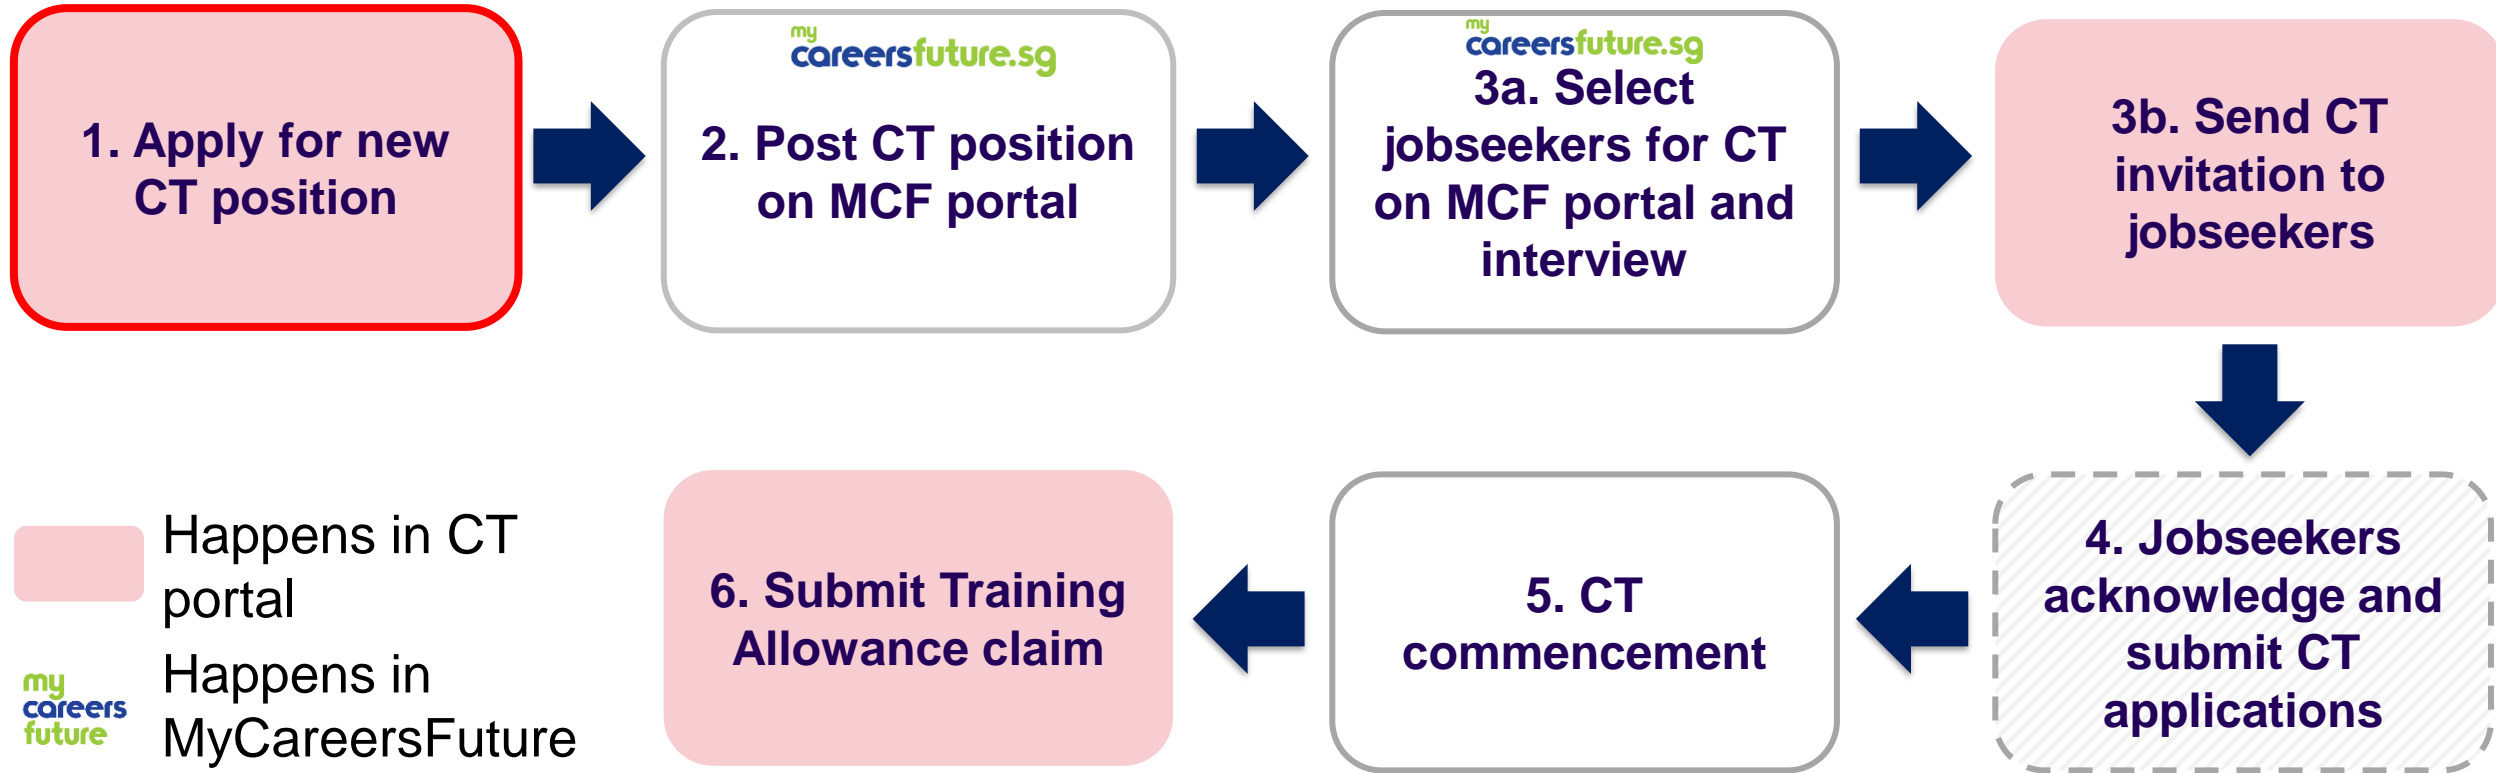 1. Apply for new
CT position
my
careersfuture.sg
2. Post CT position
on MCF portal
my
careersfuture.sg
3a. Select
jobseekers for CT
on MCF portal and
interview
3b. Send CT
invitation to
jobseekers
4. Jobseekers
acknowledge and
submit CT
applications
5. CT
commencement
6. Submit Training
Allowance claim
Happens in CT
portal
my
careers
future
Happens in
MyCareersFuture